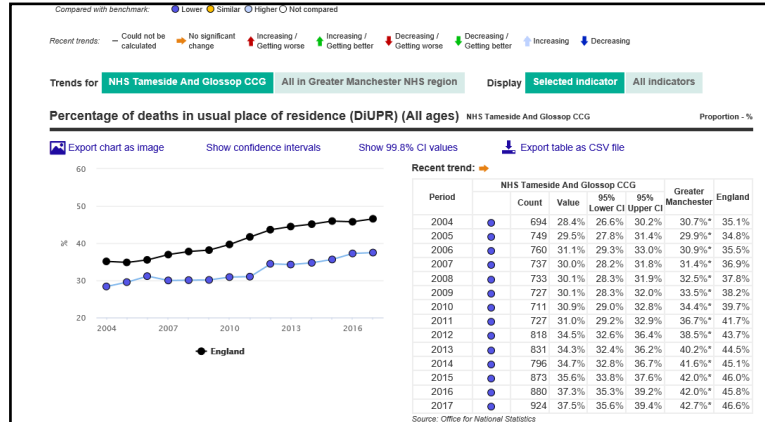 Compared with benchmark: Lower Similar Higher Not compared
Recent trends: – Could not be calculated No significant change Increasing / Getting worse Increasing / Getting better Decreasing / Getting worse Decreasing / Getting better Increasing Decreasing
Trends for NHS Tameside And Glossop CCG All in Greater Manchester NHS region Display Selected indicator All indicators
Percentage of deaths in usual place of residence (DiUPR) (All ages) NHS Tameside And Glossop CCG Proportion - %
Export chart as image Show confidence intervals Show 99.8% CI values Export table as CSV file
60
50
40
30
20
%
2004 2007 2010 2013 2016
England
Recent trend:
NHS Tameside And Glossop CCG
Period Count Value 95% Lower CI 95% Upper CI Greater Manchester England
2004 694 28.4% 26.6% 30.2% 30.7%* 35.1%
2005 749 29.5% 27.8% 31.4% 29.9%* 34.8%
2006 760 31.1% 29.3% 33.0% 30.9%* 35.5%
2007 737 30.0% 28.2% 31.8% 31.4%* 36.9%
2008 733 30.1% 28.3% 31.9% 32.5%* 37.8%
2009 727 30.1% 28.3% 32.0% 33.5%* 38.2%
2010 711 30.9% 29.0% 32.8% 34.4%* 39.7%
2011 727 31.0% 29.2% 32.9% 36.7%* 41.7%
2012 818 34.5% 32.6% 36.4% 38.5%* 43.7%
2013 831 34.3% 32.4% 36.2% 40.2%* 44.5%
2014 796 34.7% 32.8% 36.7% 41.6%* 45.1%
2015 873 35.6% 33.8% 37.6% 42.0%* 46.0%
2016 880 37.3% 35.3% 39.2% 42.0%* 45.8%
2017 924 37.5% 35.6% 39.4% 42.7%* 46.6%
Source: Office for National Statistics